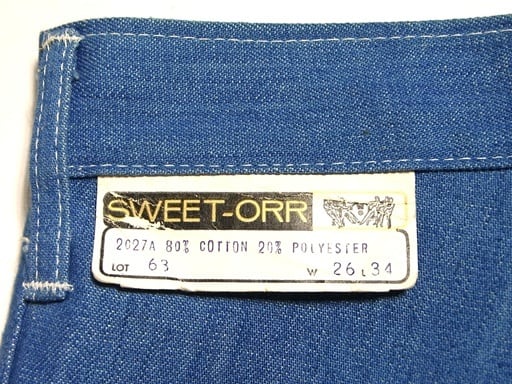 SWEET-ORR
2027A 80% COTTON 20% POLYESTER
LOT 63 W 26 L 34